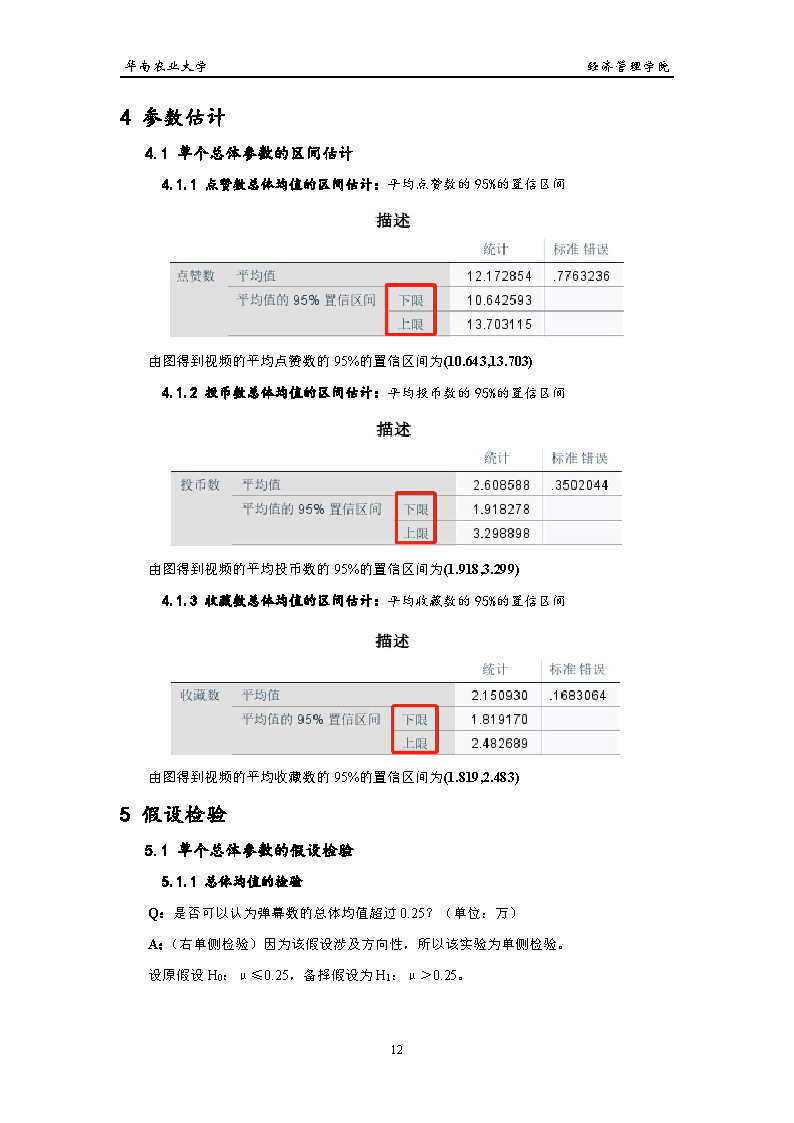 华南农业大学 经济管理学院
4 参数估计
4.1 单个总体参数的区间估计
4.1.1 点赞数总体均值的区间估计：平均点赞数的 95%的置信区间
描述
统计 标准 错误
点赞数 平均值 12.172854 .7763236
平均值的 95% 置信区间 下限 10.642593
上限 13.703115
由图得到视频的平均点赞数的 95%的置信区间为(10.643,13.703)
4.1.2 投币数总体均值的区间估计：平均投币数的 95%的置信区间
描述
统计 标准 错误
投币数 平均值 2.608588 .3502044
平均值的 95% 置信区间 下限 1.918278
上限 3.298898
由图得到视频的平均投币数的 95%的置信区间为(1.918,3.299)
4.1.3 收藏数总体均值的区间估计：平均收藏数的 95%的置信区间
描述
统计 标准 错误
收藏数 平均值 2.150930 .1683064
平均值的 95% 置信区间 下限 1.819170
上限 2.482689
由图得到视频的平均收藏数的 95%的置信区间为(1.819,2.483)
5 假设检验
5.1 单个总体参数的假设检验
5.1.1 总体均值的检验
Q：是否可以认为弹幕数的总体均值超过 0.25？（单位：万）
A：（右单侧检验）因为该假设涉及方向性，所以该实验为单侧检验。
设原假设 H₀：μ≤0.25，备择假设为 H₁：μ＞0.25。
12